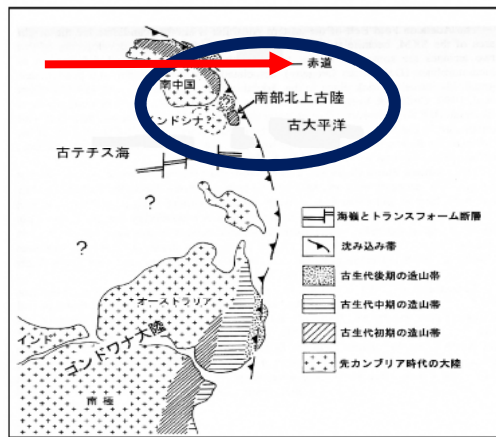 赤道
南中国
南部北上古陸
インドシナ?
古太平洋
古テチス海
?
?
オーストラリア
インド
ゴンドワナ大陸
南極
海嶺とトランスフォーム断層
沈み込み帯
古生代後期の造山帯
古生代中期の造山帯
古生代初期の造山帯
先カンブリア時代の大陸